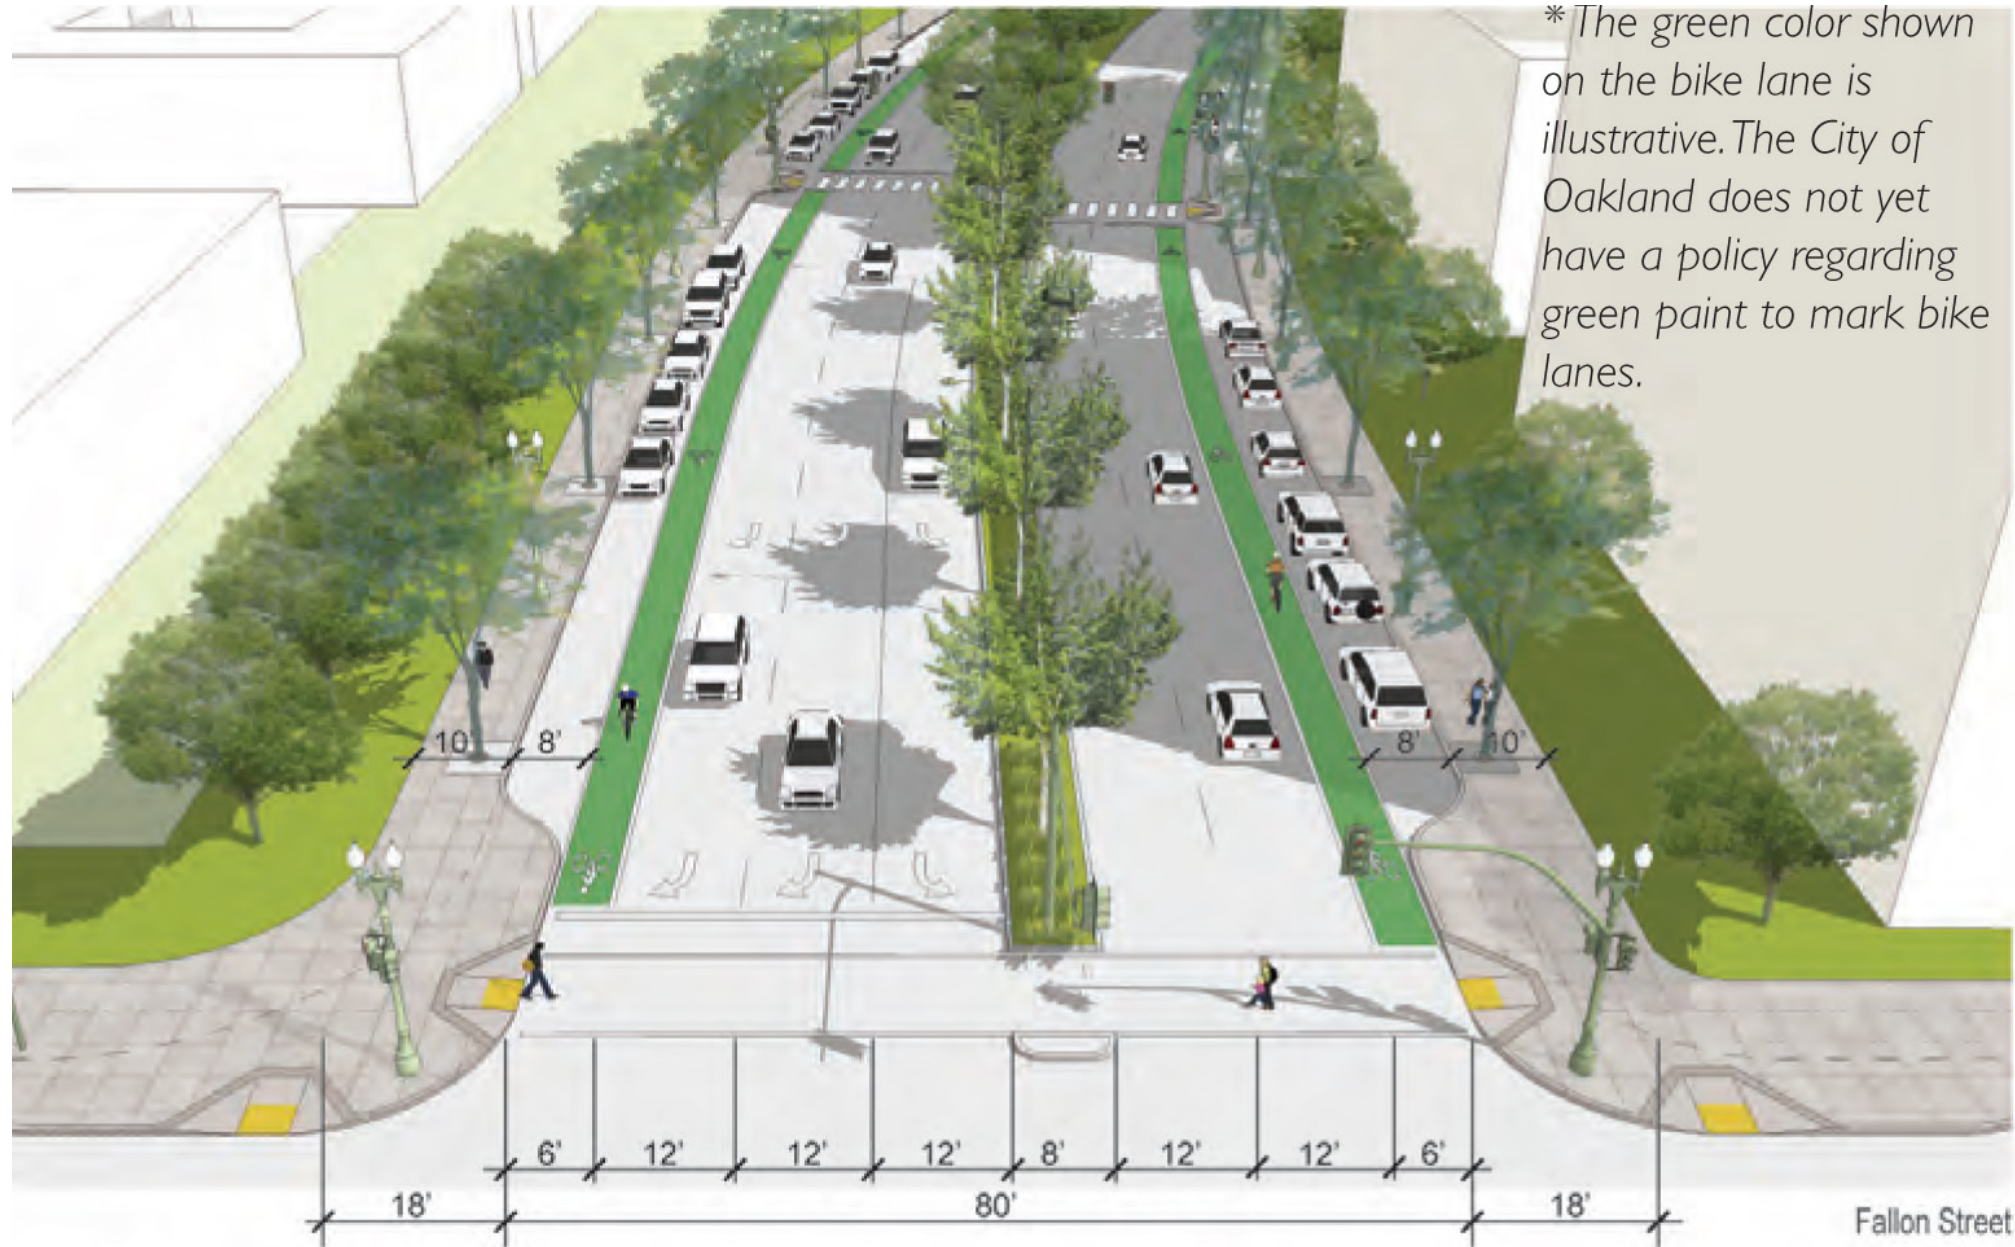 * The green color shown
on the bike lane is
illustrative. The City of
Oakland does not yet
have a policy regarding
green paint to mark bike
lanes.
10' 8' 8' 10'
6' 12' 12' 12' 8' 12' 12' 6'
18' 80' 18'
Fallon Street